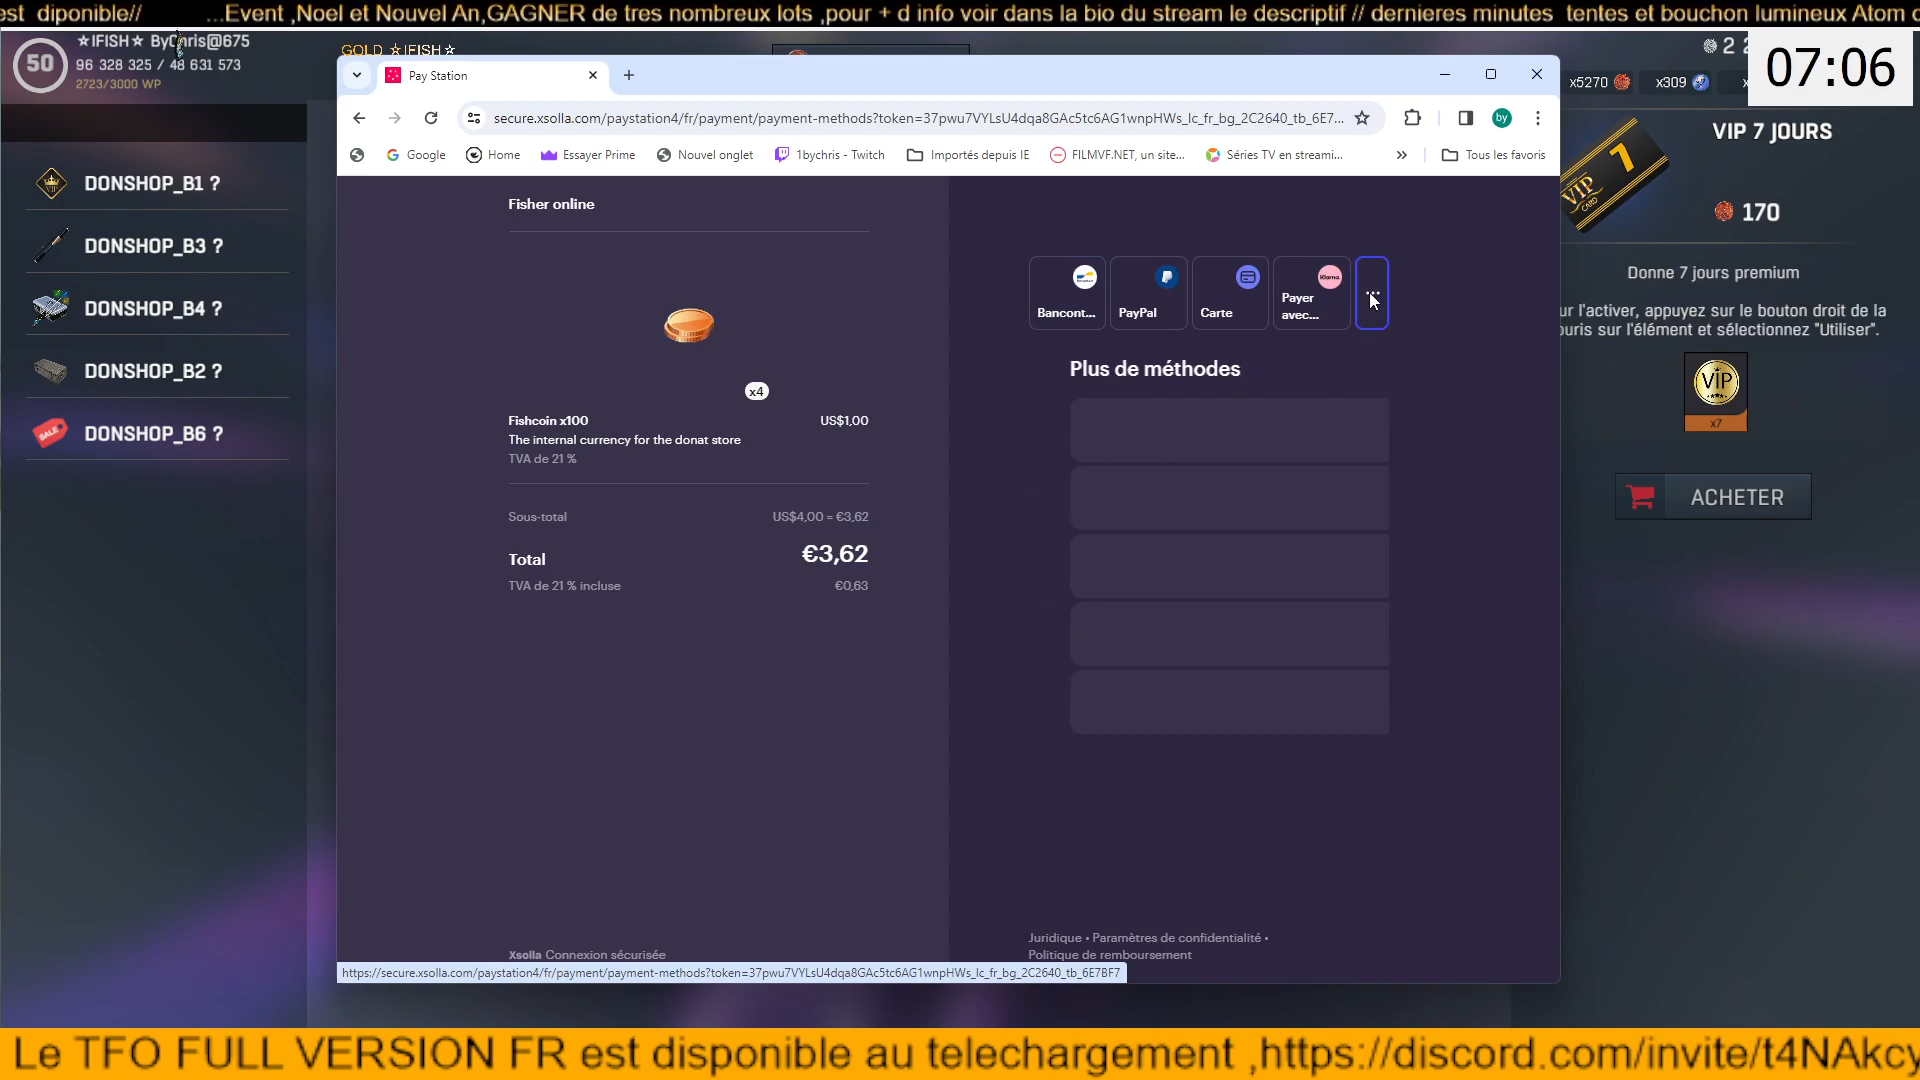 est diponible// ...Event ,Noel et Nouvel An,GAGNER de tres nombreux lots ,pour + d info voir dans la bio du stream le descriptif // dernieres minutes tentes et bouchon lumineux Atom
50
☆IFISH☆ ByChris@675
96 328 325 / 48 631 573
2723/3000 WP
GOLD ☆IFISH☆
07:06
x5270
x309
DONSHOP_B1 ?
DONSHOP_B3 ?
DONSHOP_B4 ?
DONSHOP_B2 ?
SALE
DONSHOP_B6 ?
Pay Station
secure.xsolla.com/paystation4/fr/payment/payment-methods?token=37pwu7VYLsU4dqa8GAc5tc6AG1wnpHWs_lc_fr_bg_2C2640_tb_6E7...
by
Google
Home
Essayer Prime
Nouvel onglet
1bychris - Twitch
Importés depuis IE
FILMVF.NET, un site...
Séries TV en streami...
»
Tous les favoris
Fisher online
x4
Fishcoin x100 US$1,00
The internal currency for the donat store
TVA de 21 %
Sous-total US$4,00 = €3,62
Total €3,62
TVA de 21 % incluse €0,63
Xsolla Connexion sécurisée
Bancont...
PayPal
Carte
Klarna.
Payer
avec...
...
Plus de méthodes
Juridique • Paramètres de confidentialité •
Politique de remboursement
https://secure.xsolla.com/paystation4/fr/payment/payment-methods?token=37pwu7VYLsU4dqa8GAc5tc6AG1wnpHWs_lc_fr_bg_2C2640_tb_6E7BF7
VIP 7 JOURS
7
VIP
CARD
170
Donne 7 jours premium
ur l'activer, appuyez sur le bouton droit de la
ouris sur l'élément et sélectionnez "Utiliser".
VIP
x7
ACHETER
Le TFO FULL VERSION FR est disponible au telechargement ,https://discord.com/invite/t4NAkcy